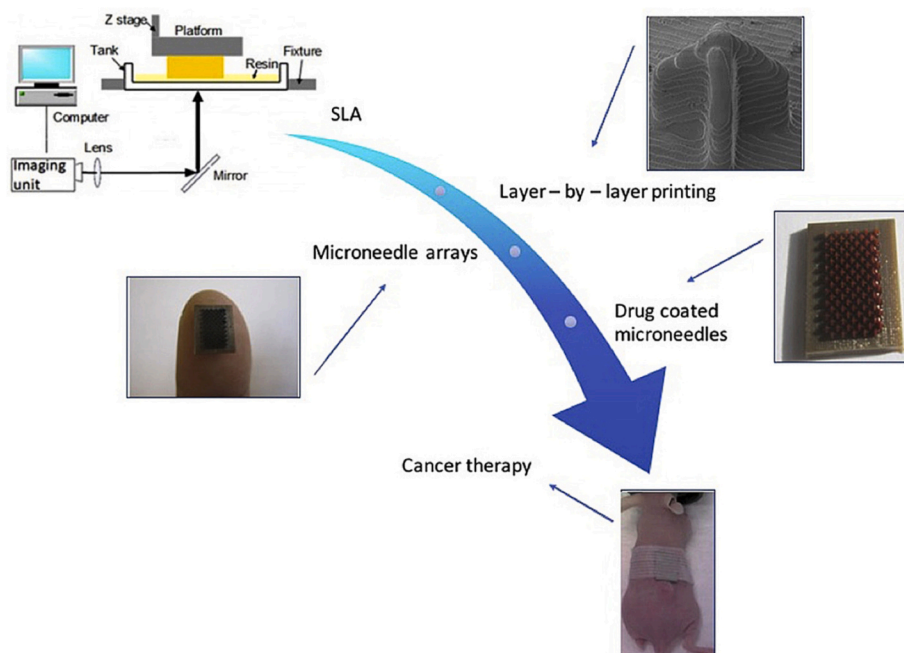 Z stage
Platform
Tank
Fixture
Resin
Computer
Lens
Imaging
unit
Mirror
SLA
Layer – by – layer printing
Microneedle arrays
Drug coated
microneedles
Cancer therapy